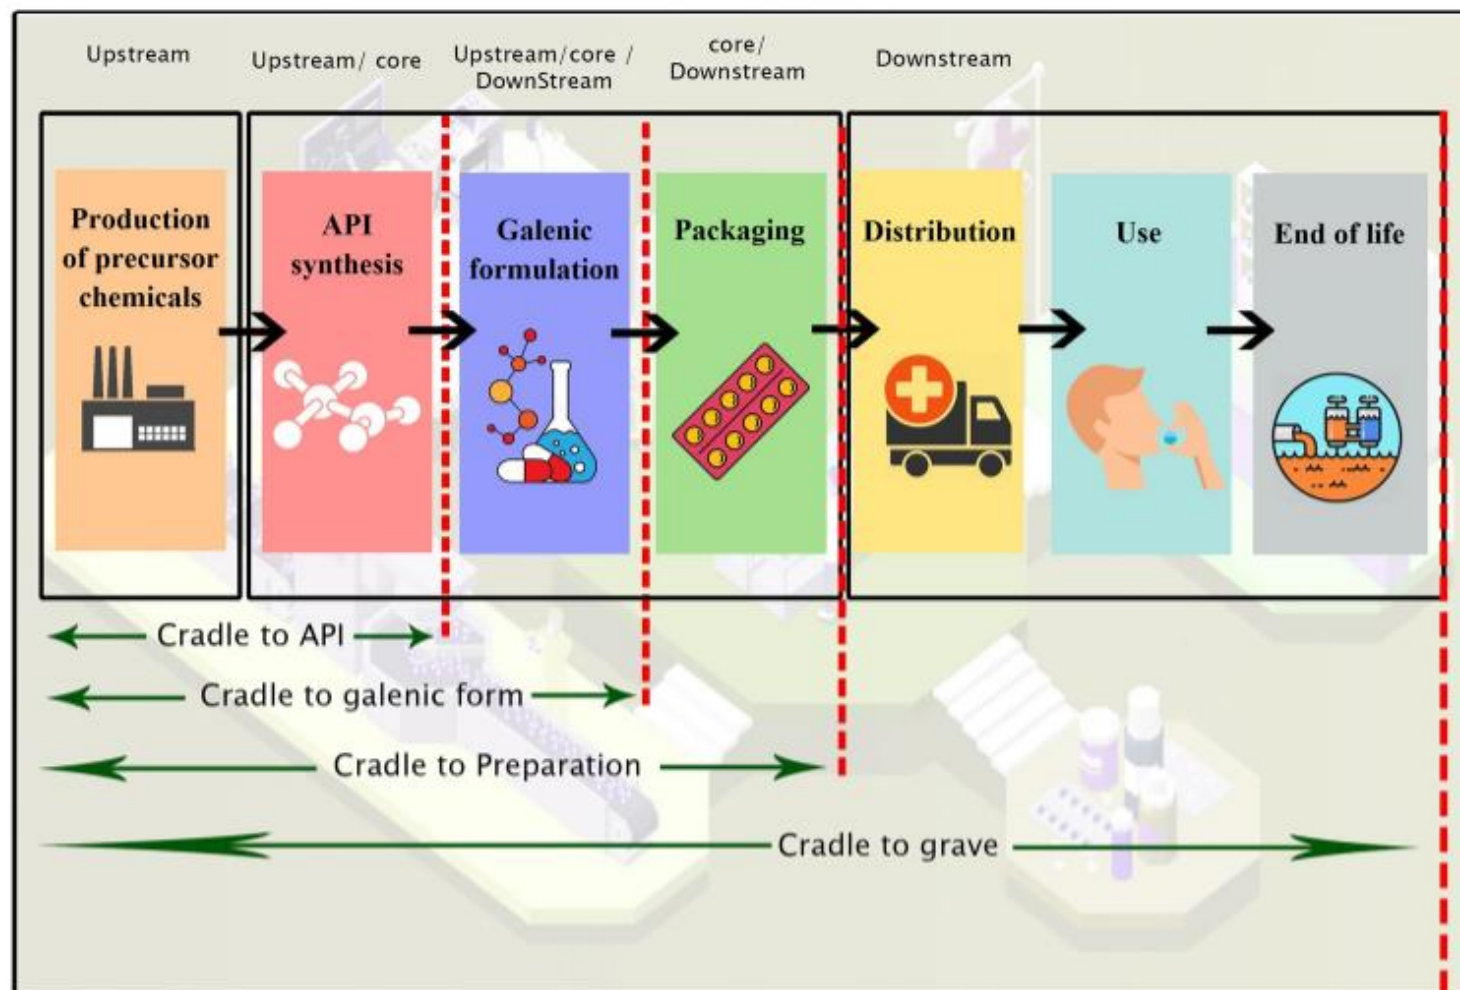 Upstream
Upstream/ core
Upstream/core /
DownStream
core/
Downstream
Downstream
Production
of precursor
chemicals
API
synthesis
Galenic
formulation
Packaging
Distribution
Use
End of life
Cradle to API
Cradle to galenic form
Cradle to Preparation
Cradle to grave